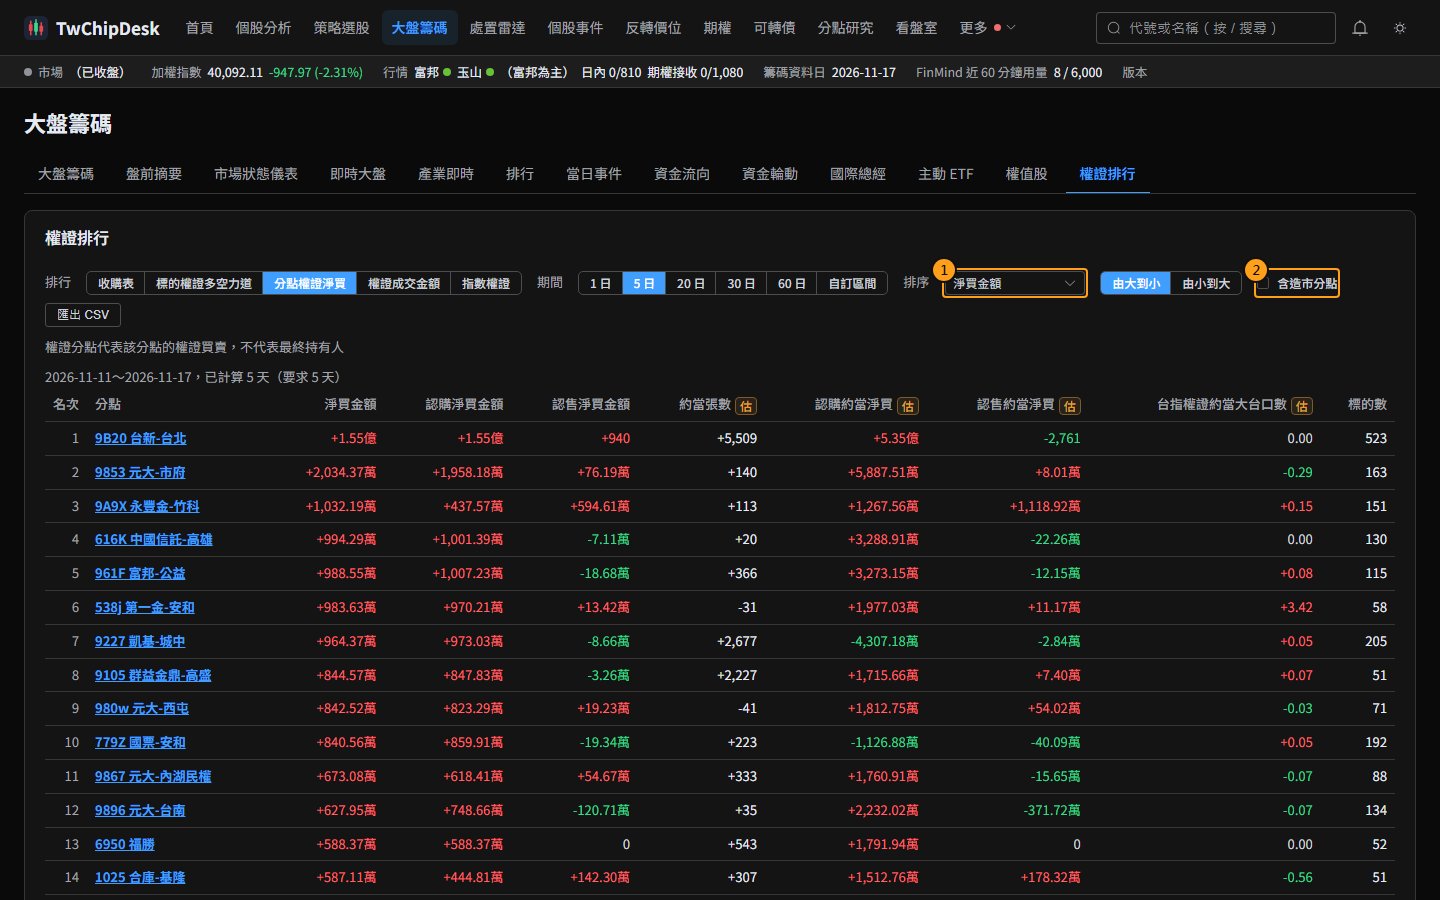 TwChipDesk 首頁 個股分析 策略選股 大盤籌碼 處置雷達 個股事件 反轉價位 期權 可轉債 分點研究 看盤室 更多 代號或名稱（按 / 搜尋）
市場 （已收盤） 加權指數 40,092.11 -947.97 (-2.31%) 行情 富邦 玉山 （富邦為主） 日內 0/810 期權接收 0/1,080 籌碼資料日 2026-11-17 FinMind 近 60 分鐘用量 8 / 6,000 版本
大盤籌碼
大盤籌碼 盤前摘要 市場狀態儀表 即時大盤 產業即時 排行 當日事件 資金流向 資金輪動 國際總經 主動 ETF 權值股 權證排行
權證排行
排行 收購表 標的權證多空力道 分點權證淨買 權證成交金額 指數權證 期間 1 日 5 日 20 日 30 日 60 日 自訂區間 排序 1 淨買金額 由大到小 由小到大 2 含造市分點
匯出 CSV
權證分點代表該分點的權證買賣，不代表最終持有人
2026-11-11～2026-11-17，已計算 5 天（要求 5 天）
名次 分點 淨買金額 認購淨買金額 認售淨買金額 約當張數 估 認購約當淨買 估 認售約當淨買 估 台指權證約當大台口數 估 標的數
1 9B20 台新-台北 +1.55億 +1.55億 +940 +5,509 +5.35億 -2,761 0.00 523
2 9853 元大-市府 +2,034.37萬 +1,958.18萬 +76.19萬 +140 +5,887.51萬 +8.01萬 -0.29 163
3 9A9X 永豐金-竹科 +1,032.19萬 +437.57萬 +594.61萬 +113 +1,267.56萬 +1,118.92萬 +0.15 151
4 616K 中國信託-高雄 +994.29萬 +1,001.39萬 -7.11萬 +20 +3,288.91萬 -22.26萬 0.00 130
5 961F 富邦-公益 +988.55萬 +1,007.23萬 -18.68萬 +366 +3,273.15萬 -12.15萬 +0.08 115
6 538j 第一金-安和 +983.63萬 +970.21萬 +13.42萬 -31 +1,977.03萬 +11.17萬 +3.42 58
7 9227 凱基-城中 +964.37萬 +973.03萬 -8.66萬 +2,677 -4,307.18萬 -2.84萬 +0.05 205
8 9105 群益金鼎-高盛 +844.57萬 +847.83萬 -3.26萬 +2,227 +1,715.66萬 +7.40萬 +0.07 51
9 980w 元大-西屯 +842.52萬 +823.29萬 +19.23萬 -41 +1,812.75萬 +54.02萬 -0.03 71
10 779Z 國票-安和 +840.56萬 +859.91萬 -19.34萬 +223 -1,126.88萬 -40.09萬 +0.05 192
11 9867 元大-內湖民權 +673.08萬 +618.41萬 +54.67萬 +333 +1,760.91萬 -15.65萬 -0.07 88
12 9896 元大-台南 +627.95萬 +748.66萬 -120.71萬 +35 +2,232.02萬 -371.72萬 -0.07 134
13 6950 福勝 +588.37萬 +588.37萬 0 +543 +1,791.94萬 0 0.00 52
14 1025 合庫-基隆 +587.11萬 +444.81萬 +142.30萬 +307 +1,512.76萬 +178.32萬 -0.56 51